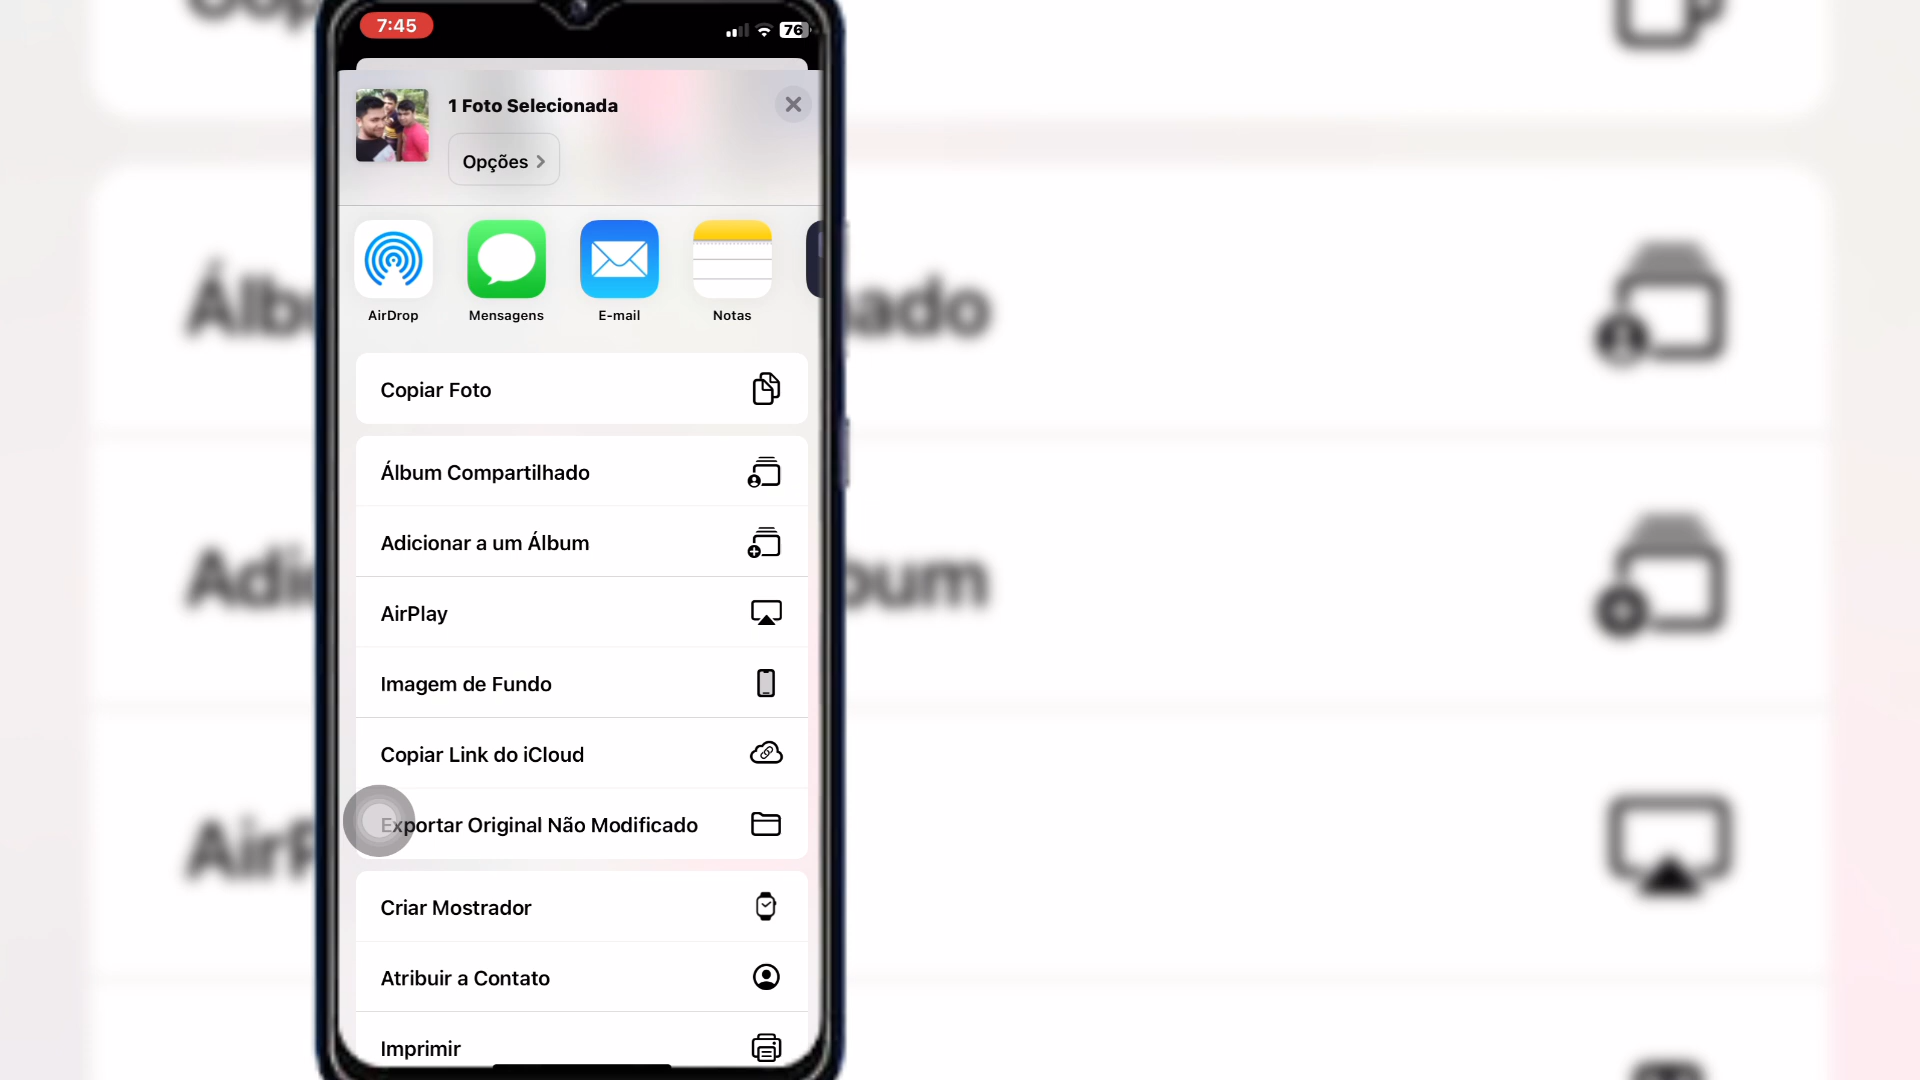 7:45
76
1 Foto Selecionada
Opções
AirDrop
Mensagens
E-mail
Notas
Copiar Foto
Álbum Compartilhado
Adicionar a um Álbum
AirPlay
Imagem de Fundo
Copiar Link do iCloud
Exportar Original Não Modificado
Criar Mostrador
Atribuir a Contato
Imprimir